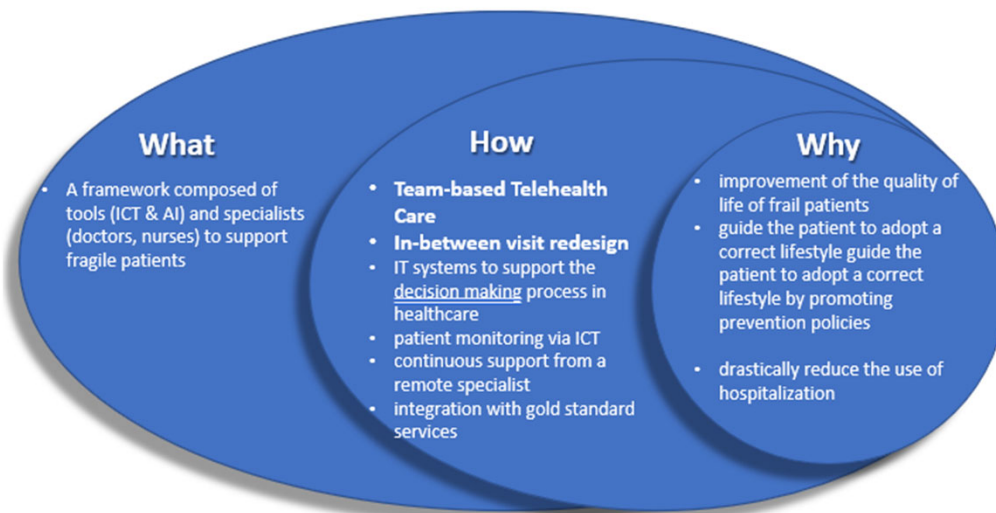 What
• A framework composed of
tools (ICT & AI) and specialists
(doctors, nurses) to support
fragile patients
How
• Team-based Telehealth
Care
• In-between visit redesign
• IT systems to support the
decision making process in
healthcare
• patient monitoring via ICT
• continuous support from a
remote specialist
• integration with gold standard
services
Why
• improvement of the quality of
life of frail patients
• guide the patient to adopt a
correct lifestyle guide the
patient to adopt a correct
lifestyle by promoting
prevention policies
• drastically reduce the use of
hospitalization